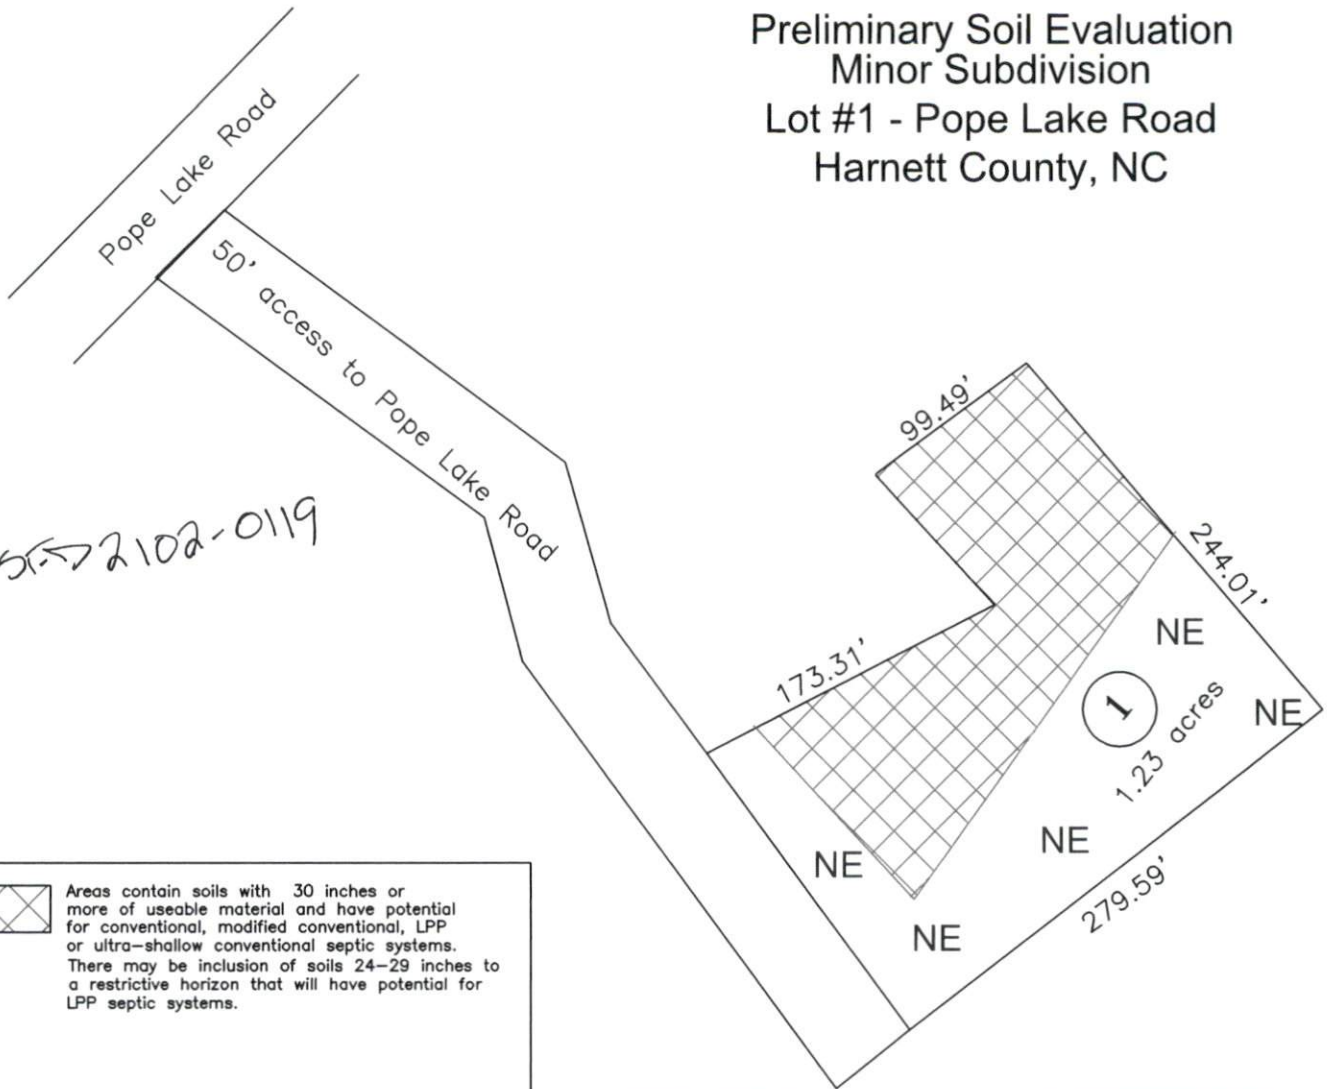 Preliminary Soil Evaluation
Minor Subdivision
Lot #1 - Pope Lake Road
Harnett County, NC
Pope Lake Road
50' access to Pope Lake Road
99.49'
244.01'
173.31'
NE
1
NE
1.23 acres
NE
NE
NE
279.59'
2102-0119
Areas contain soils with 30 inches or
more of useable material and have potential
for conventional, modified conventional, LPP
or ultra-shallow conventional septic systems.
There may be inclusion of soils 24-29 inches to
a restrictive horizon that will have potential for
LPP septic systems.